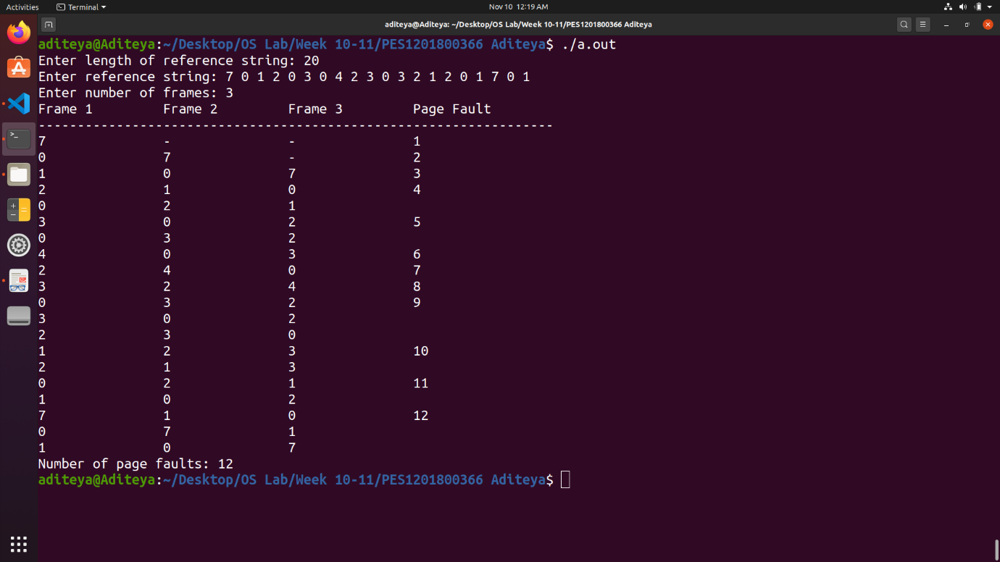 Activities Terminal Nov 10 12:19 AM
aditeya@Aditeya: ~/Desktop/OS Lab/Week 10-11/PES1201800366 Aditeya
aditeya@Aditeya:~/Desktop/OS Lab/Week 10-11/PES1201800366 Aditeya$ ./a.out
Enter length of reference string: 20
Enter reference string: 7 0 1 2 0 3 0 4 2 3 0 3 2 1 2 0 1 7 0 1
Enter number of frames: 3
Frame 1 Frame 2 Frame 3 Page Fault
------------------------------------------------------------------
7 - - 1
0 7 - 2
1 0 7 3
2 1 0 4
0 2 1
3 0 2 5
0 3 2
4 0 3 6
2 4 0 7
3 2 4 8
0 3 2 9
3 0 2
2 3 0
1 2 3 10
2 1 3
0 2 1 11
1 0 2
7 1 0 12
0 7 1
1 0 7
Number of page faults: 12
aditeya@Aditeya:~/Desktop/OS Lab/Week 10-11/PES1201800366 Aditeya$